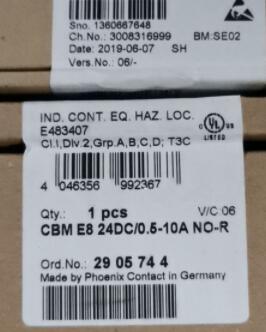 Sno.: 1360667648
Ch.No.: 3008316999 BM:SE02
Date: 2019-06-07 SH
Vers.No.: 06/-
IND. CONT. EQ. HAZ. LOC.
E483407
Cl.I,Div.2,Grp.A,B,C,D; T3C
C UL US
LISTED
4 046356 992367
Qty.: 1 pcs V/C:06
CBM E8 24DC/0.5-10A NO-R
Ord.No.: 29 05 74 4
Made by Phoenix Contact in Germany